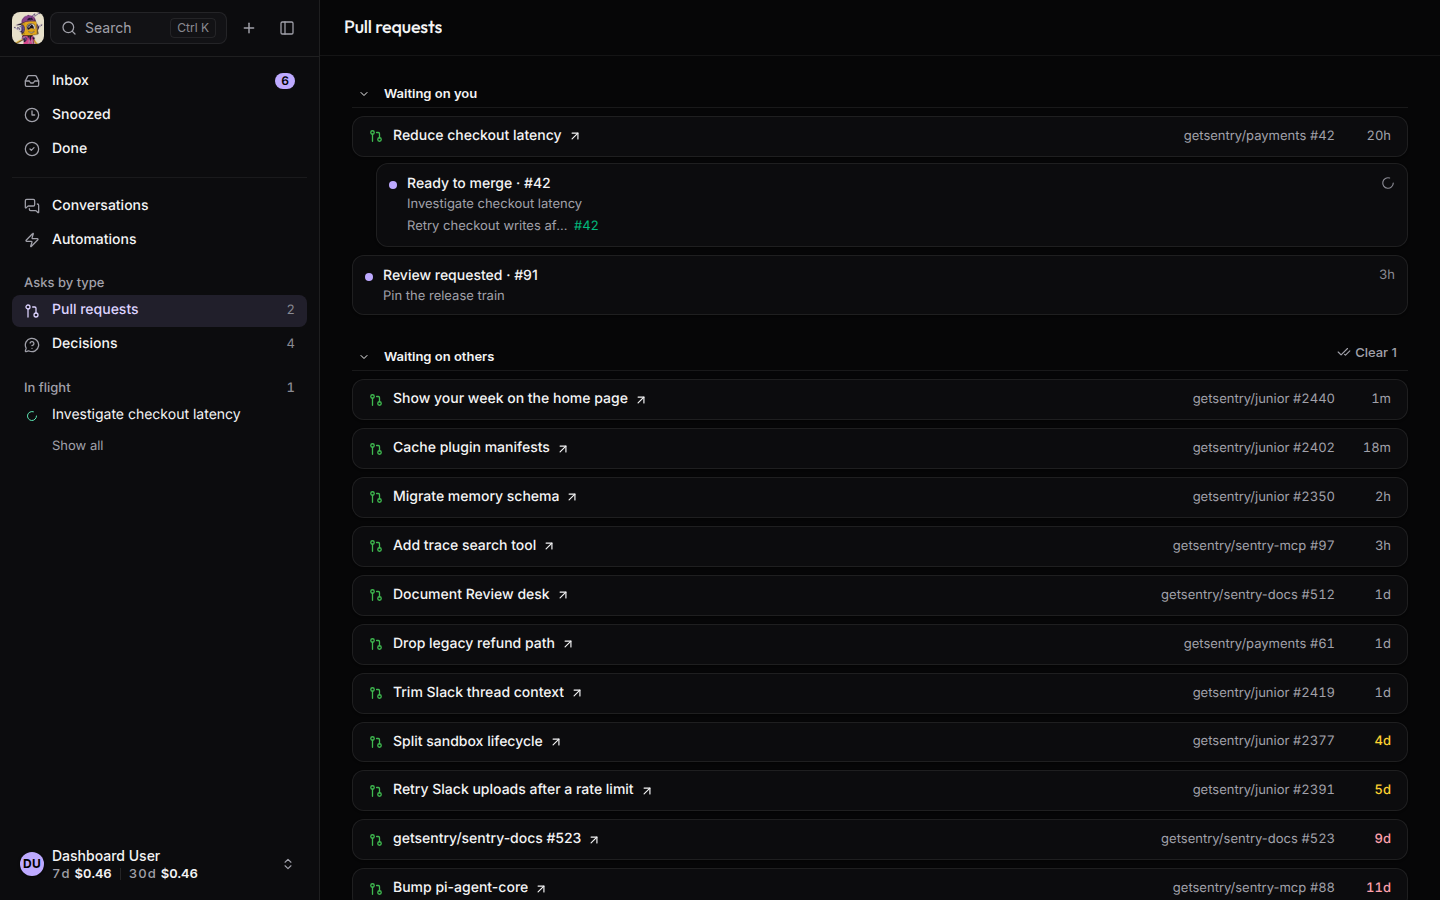 Search
Ctrl K
Inbox
6
Snoozed
Done
Conversations
Automations
Asks by type
Pull requests
2
Decisions
4
In flight
1
Investigate checkout latency
Show all
DU
Dashboard User
7d $0.46 30d $0.46
Pull requests
Waiting on you
Reduce checkout latency
getsentry/payments #42
20h
Ready to merge · #42
Investigate checkout latency
Retry checkout writes af... #42
Review requested · #91
3h
Pin the release train
Waiting on others
Clear 1
Show your week on the home page
getsentry/junior #2440
1m
Cache plugin manifests
getsentry/junior #2402
18m
Migrate memory schema
getsentry/junior #2350
2h
Add trace search tool
getsentry/sentry-mcp #97
3h
Document Review desk
getsentry/sentry-docs #512
1d
Drop legacy refund path
getsentry/payments #61
1d
Trim Slack thread context
getsentry/junior #2419
1d
Split sandbox lifecycle
getsentry/junior #2377
4d
Retry Slack uploads after a rate limit
getsentry/junior #2391
5d
getsentry/sentry-docs #523
getsentry/sentry-docs #523
9d
Bump pi-agent-core
getsentry/sentry-mcp #88
11d